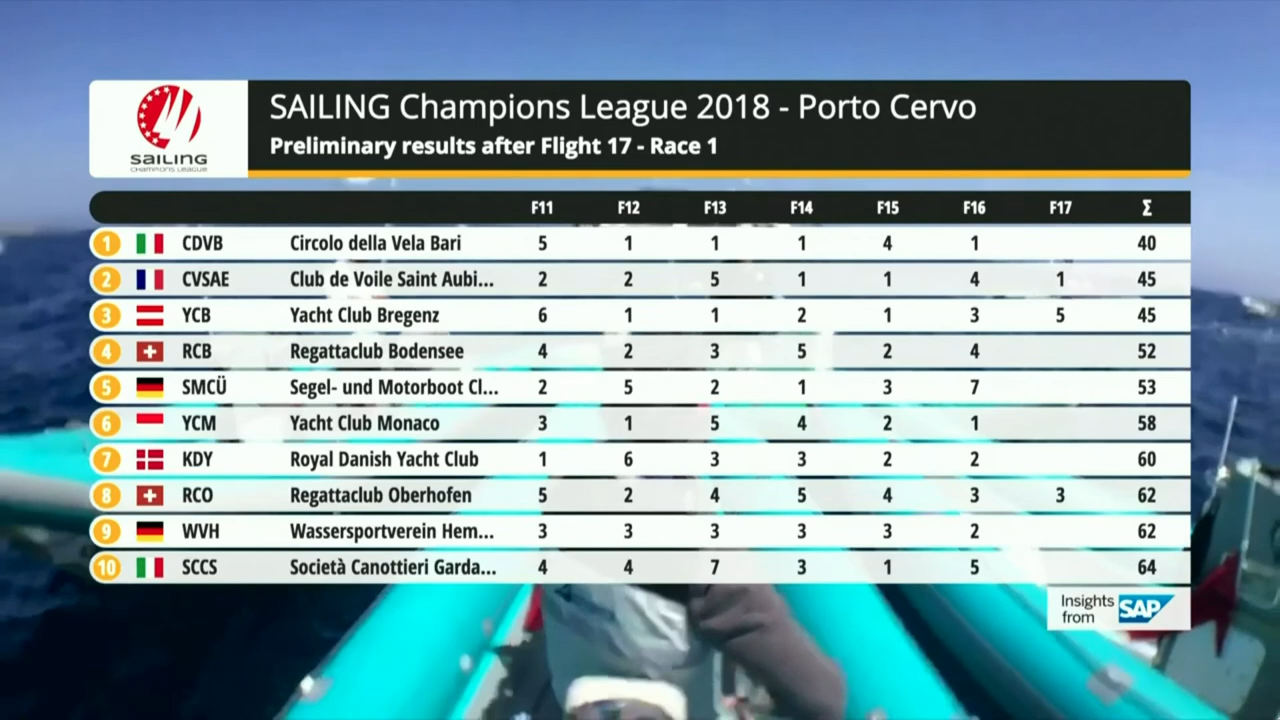 SAILING Champions League 2018 - Porto Cervo
Preliminary results after Flight 17 - Race 1
SAILING
CHAMPIONS LEAGUE
F11 F12 F13 F14 F15 F16 F17 Σ
1 CDVB Circolo della Vela Bari 5 1 1 1 4 1 40
2 CVSAE Club de Voile Saint Aubi... 2 2 5 1 1 4 1 45
3 YCB Yacht Club Bregenz 6 1 1 2 1 3 5 45
4 RCB Regattaclub Bodensee 4 2 3 5 2 4 52
5 SMCÜ Segel- und Motorboot Cl... 2 5 2 1 3 7 53
6 YCM Yacht Club Monaco 3 1 5 4 2 1 58
7 KDY Royal Danish Yacht Club 1 6 3 3 2 2 60
8 RCO Regattaclub Oberhofen 5 2 4 5 4 3 3 62
9 WVH Wassersportverein Hem... 3 3 3 3 3 2 62
10 SCCS Società Canottieri Garda... 4 4 7 3 1 5 64
Insights
from SAP